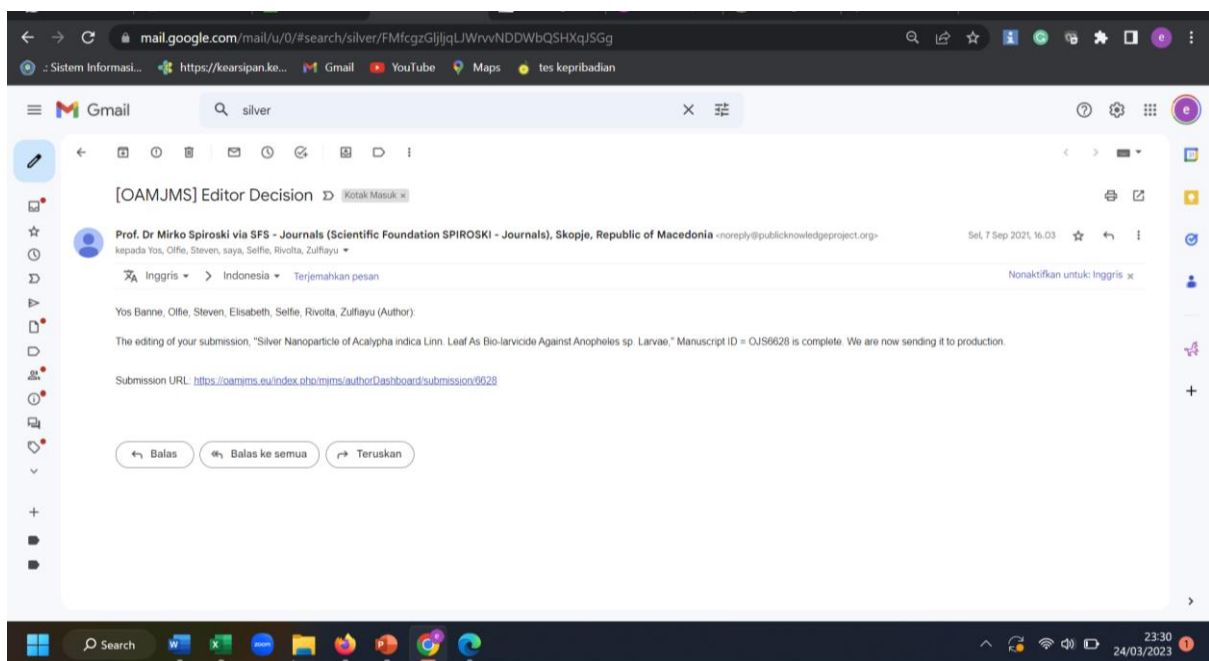 mail.google.com/mail/u/0/#search/silver/FMfcgzGljljqLJWrvvNDDWbQSHXqJSGg
.: Sistem Informasi... https://kearsipan.ke... Gmail YouTube Maps tes kepribadian
Gmail silver
[OAMJMS] Editor Decision Kotak Masuk ×
Prof. Dr Mirko Spiroski via SFS - Journals (Scientific Foundation SPIROSKI - Journals), Skopje, Republic of Macedonia <noreply@publicknowledgeproject.org> Sel, 7 Sep 2021, 16.03
kepada Yos, Olfie, Steven, saya, Selfie, Rivolta, Zulfiayu
Inggris > Indonesia Terjemahkan pesan Nonaktifkan untuk: Inggris ×
Yos Banne, Olfie, Steven, Elisabeth, Selfie, Rivolta, Zulfiayu (Author):
The editing of your submission, "Silver Nanoparticle of Acalypha indica Linn. Leaf As Bio-larvicide Against Anopheles sp. Larvae," Manuscript ID = OJS6628 is complete. We are now sending it to production.
Submission URL: https://oamjms.eu/index.php/mjms/authorDashboard/submission/6628
Balas Balas ke semua Teruskan
Search zoom 23:30
24/03/2023 1